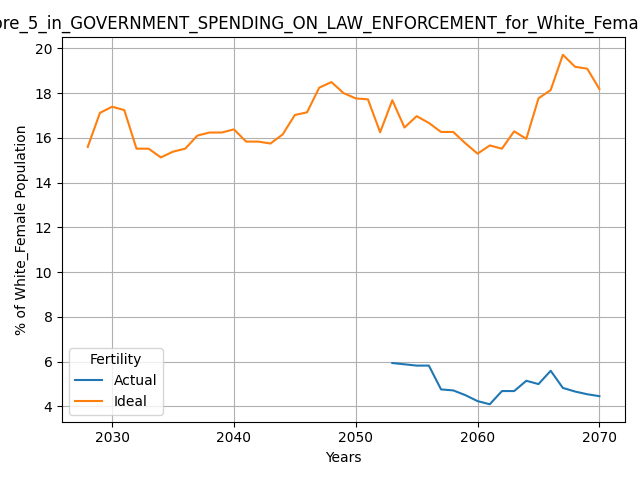 ore_5_in_GOVERNMENT_SPENDING_ON_LAW_ENFORCEMENT_for_White_Fema
20
18
16
14
12
10
8
6
4
% of White_Female Population
Fertility
Actual
Ideal
2030
2040
2050
2060
2070
Years